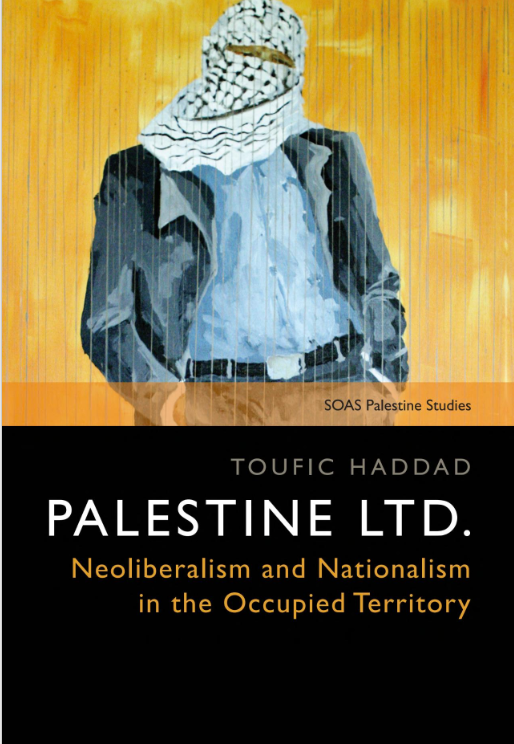 SOAS Palestine Studies
TOUFIC HADDAD
PALESTINE LTD.
Neoliberalism and Nationalism
in the Occupied Territory